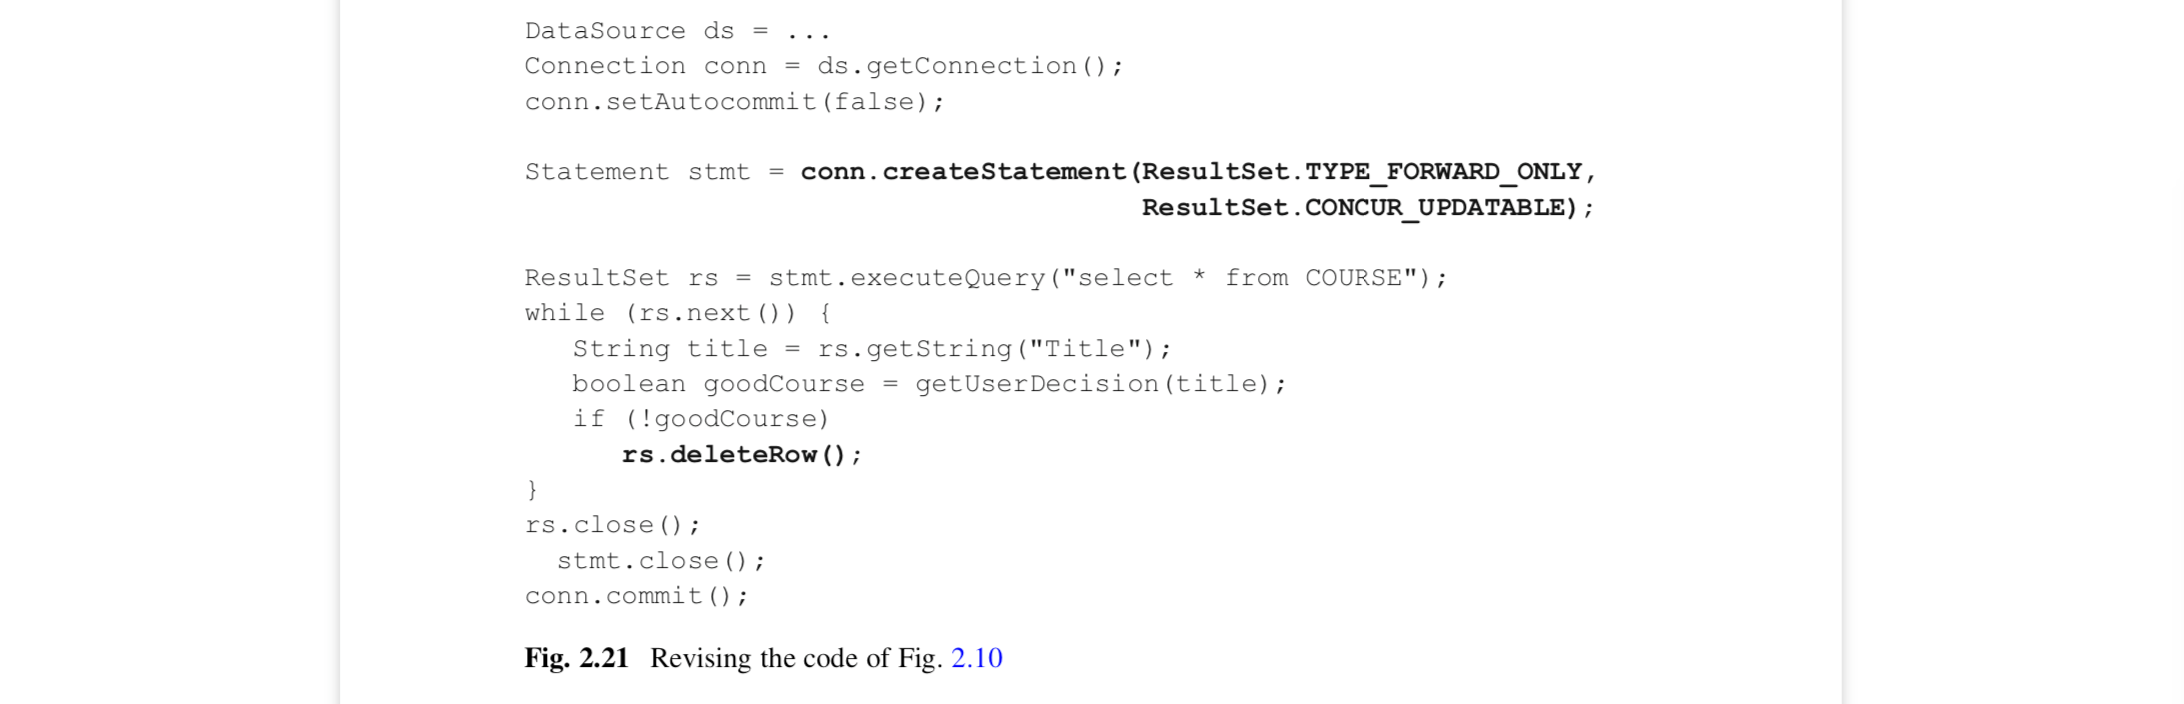 DataSource ds = ...
Connection conn = ds.getConnection();
conn.setAutocommit(false);
Statement stmt = conn.createStatement(ResultSet.TYPE_FORWARD_ONLY,
ResultSet.CONCUR_UPDATABLE);
ResultSet rs = stmt.executeQuery("select * from COURSE");
while (rs.next()) {
String title = rs.getString("Title");
boolean goodCourse = getUserDecision(title);
if (!goodCourse)
rs.deleteRow();
}
rs.close();
stmt.close();
conn.commit();
Fig. 2.21 Revising the code of Fig. 2.10